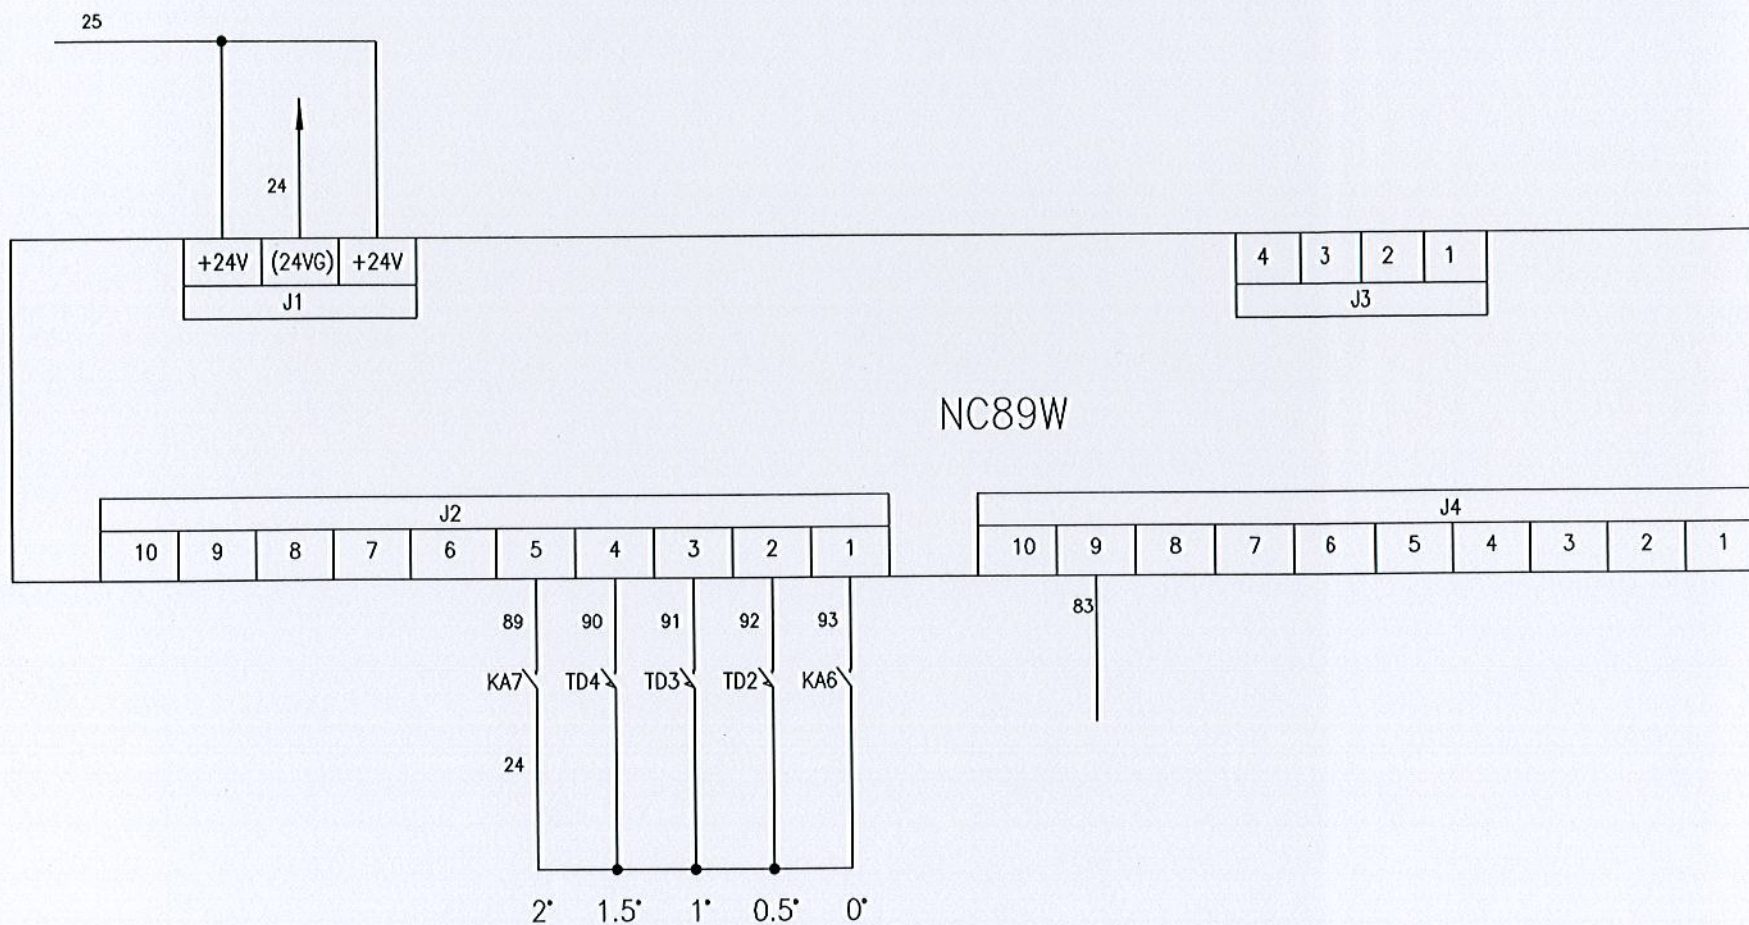 25
24
+24V (24VG) +24V
J1
4 3 2 1
J3
NC89W
J2
10 9 8 7 6 5 4 3 2 1
J4
10 9 8 7 6 5 4 3 2 1
89 90 91 92 93
83
KA7 TD4 TD3 TD2 KA6
24
2° 1.5° 1° 0.5° 0°